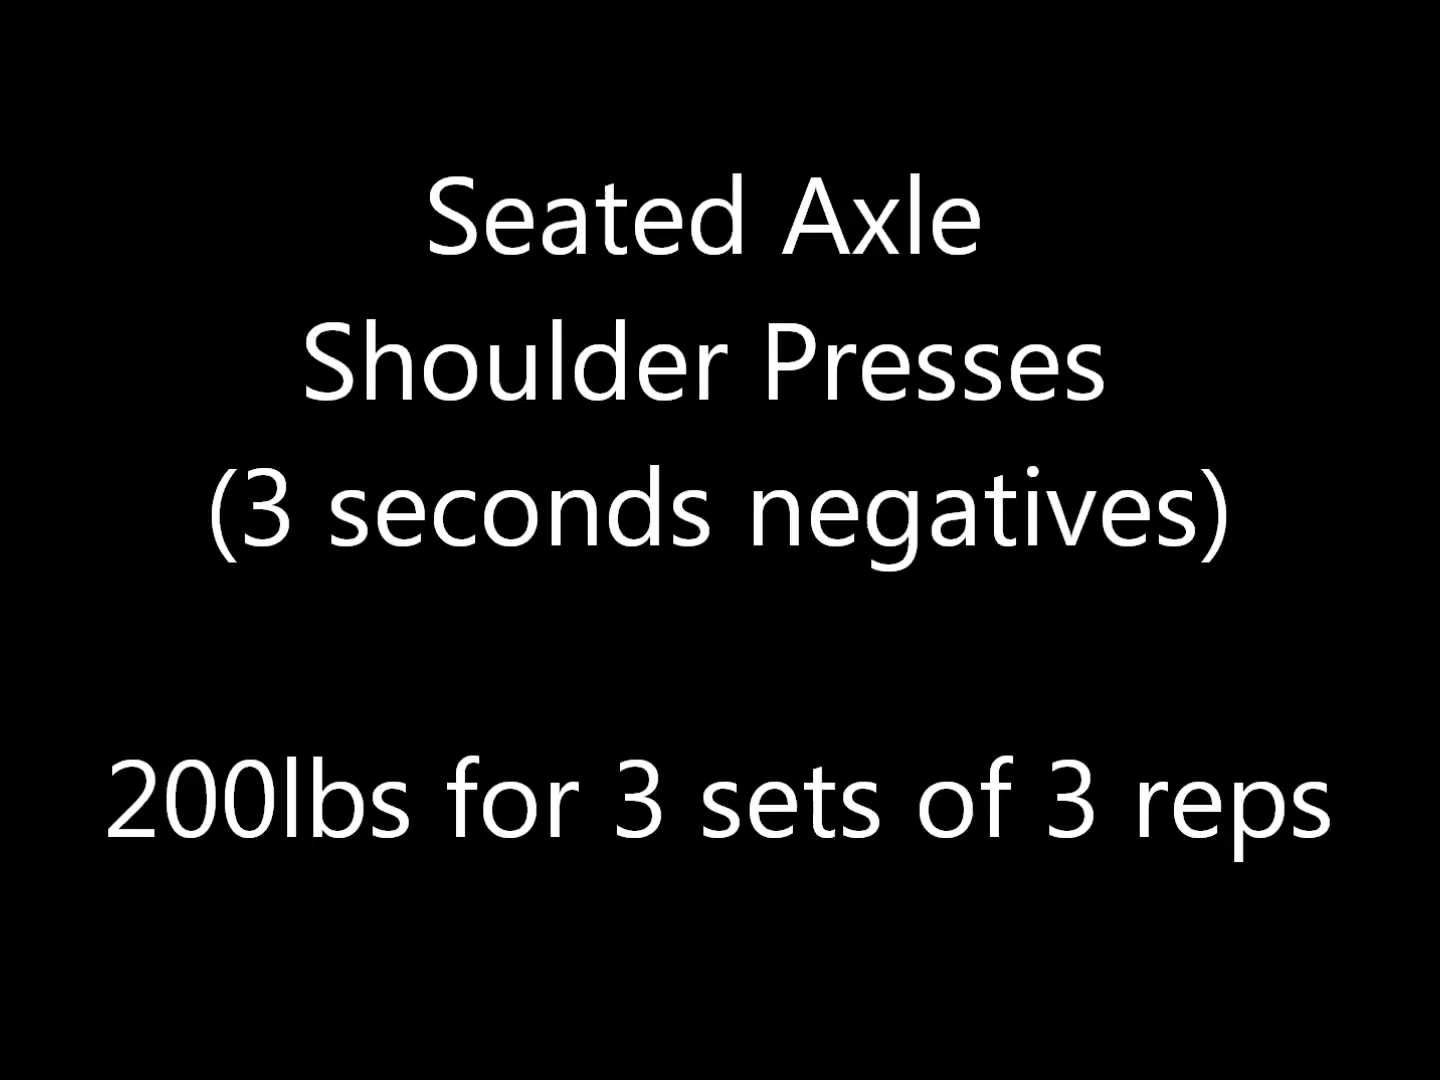 Seated Axle
Shoulder Presses
(3 seconds negatives)
200lbs for 3 sets of 3 reps